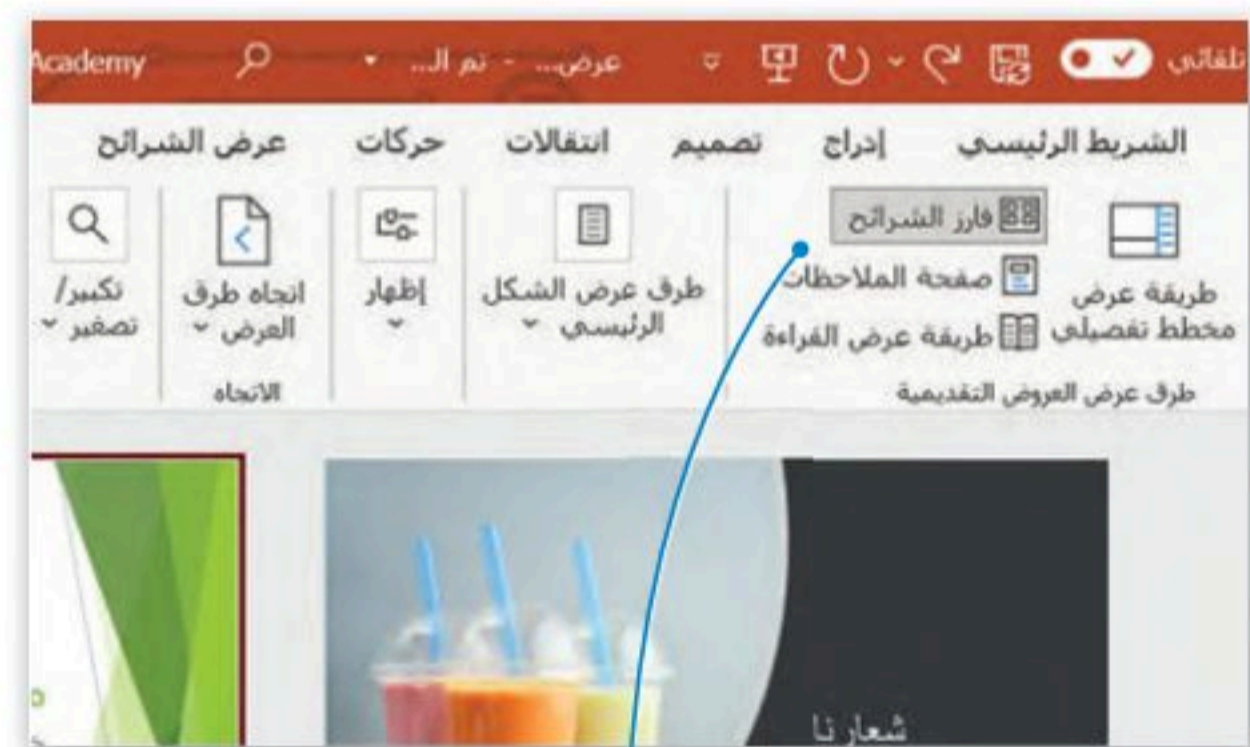 تلقائي عرض... - تم ال... Academy
الشريط الرئيسي إدراج تصميم انتقالات حركات عرض الشرائح
طريقة عرض مخطط تفصيلي
فارز الشرائح
صفحة الملاحظات
طريقة عرض القراءة
طرق عرض العروض التقديمية
طرق عرض الشكل الرئيسي
إظهار
اتجاه طرق العرض
الاتجاه
تكبير/
تصغير
شعارنا